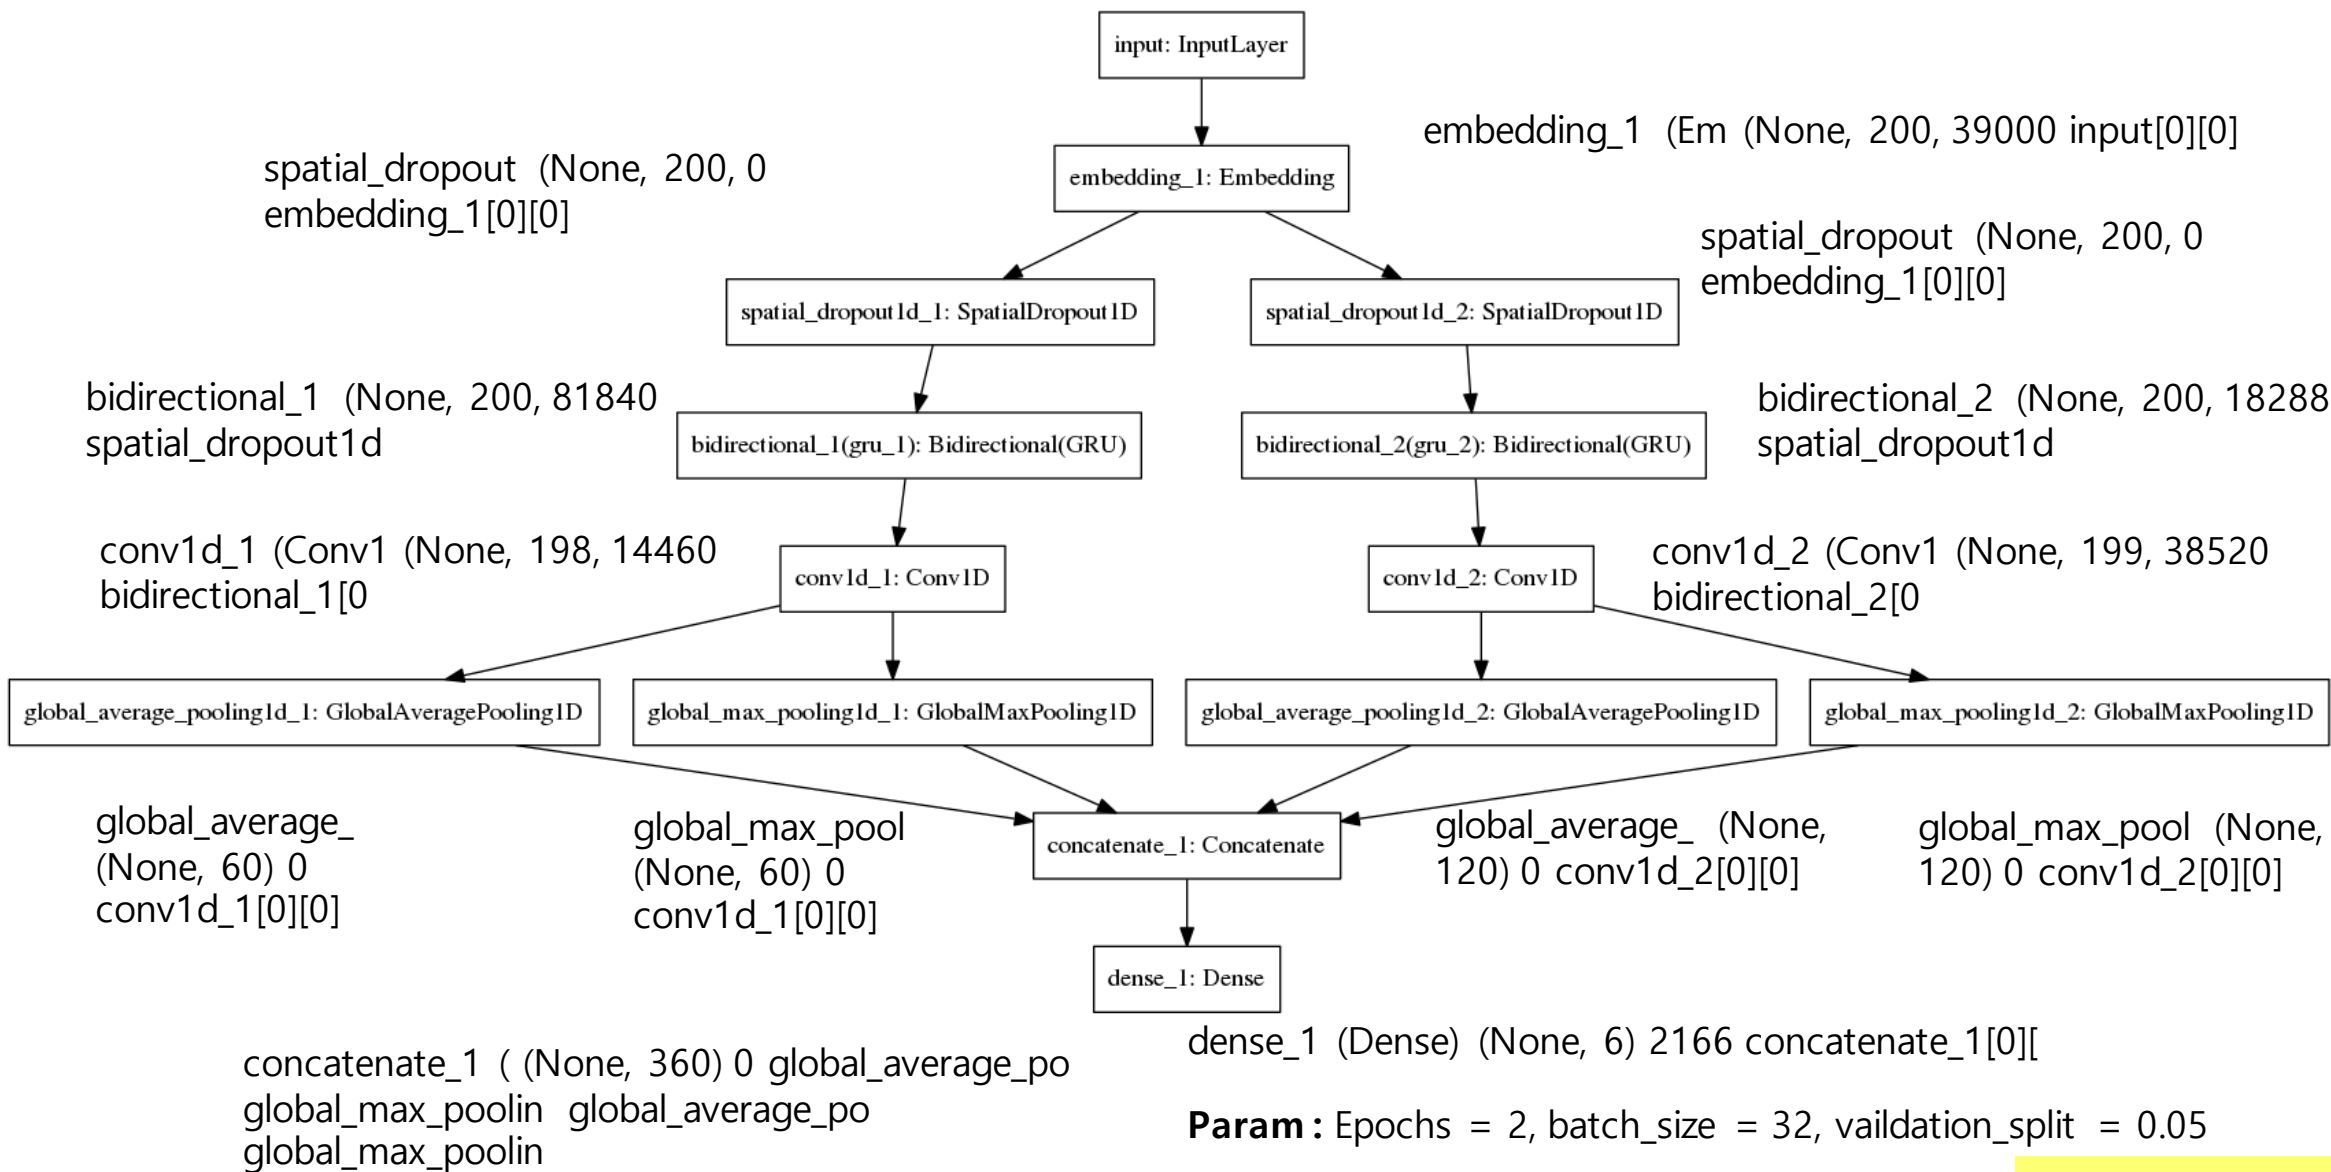 input: InputLayer
embedding_1 (Em (None, 200, 39000 input[0][0]
spatial_dropout (None, 200, 0
embedding_1[0][0]
embedding_1: Embedding
spatial_dropout (None, 200, 0
embedding_1[0][0]
spatial_dropout1d_1: SpatialDropout1D
spatial_dropout1d_2: SpatialDropout1D
bidirectional_1 (None, 200, 81840
spatial_dropout1d
bidirectional_1(gru_1): Bidirectional(GRU)
bidirectional_2(gru_2): Bidirectional(GRU)
bidirectional_2 (None, 200, 18288
spatial_dropout1d
conv1d_1 (Conv1 (None, 198, 14460
bidirectional_1[0
conv1d_1: Conv1D
conv1d_2: Conv1D
conv1d_2 (Conv1 (None, 199, 38520
bidirectional_2[0
global_average_pooling1d_1: GlobalAveragePooling1D
global_max_pooling1d_1: GlobalMaxPooling1D
global_average_pooling1d_2: GlobalAveragePooling1D
global_max_pooling1d_2: GlobalMaxPooling1D
global_average_
(None, 60) 0
conv1d_1[0][0]
global_max_pool
(None, 60) 0
conv1d_1[0][0]
concatenate_1: Concatenate
global_average_ (None,
120) 0 conv1d_2[0][0]
global_max_pool (None,
120) 0 conv1d_2[0][0]
dense_1: Dense
concatenate_1 ( (None, 360) 0 global_average_po
global_max_poolin global_average_po
global_max_poolin
dense_1 (Dense) (None, 6) 2166 concatenate_1[0][
Param : Epochs = 2, batch_size = 32, vaildation_split = 0.05